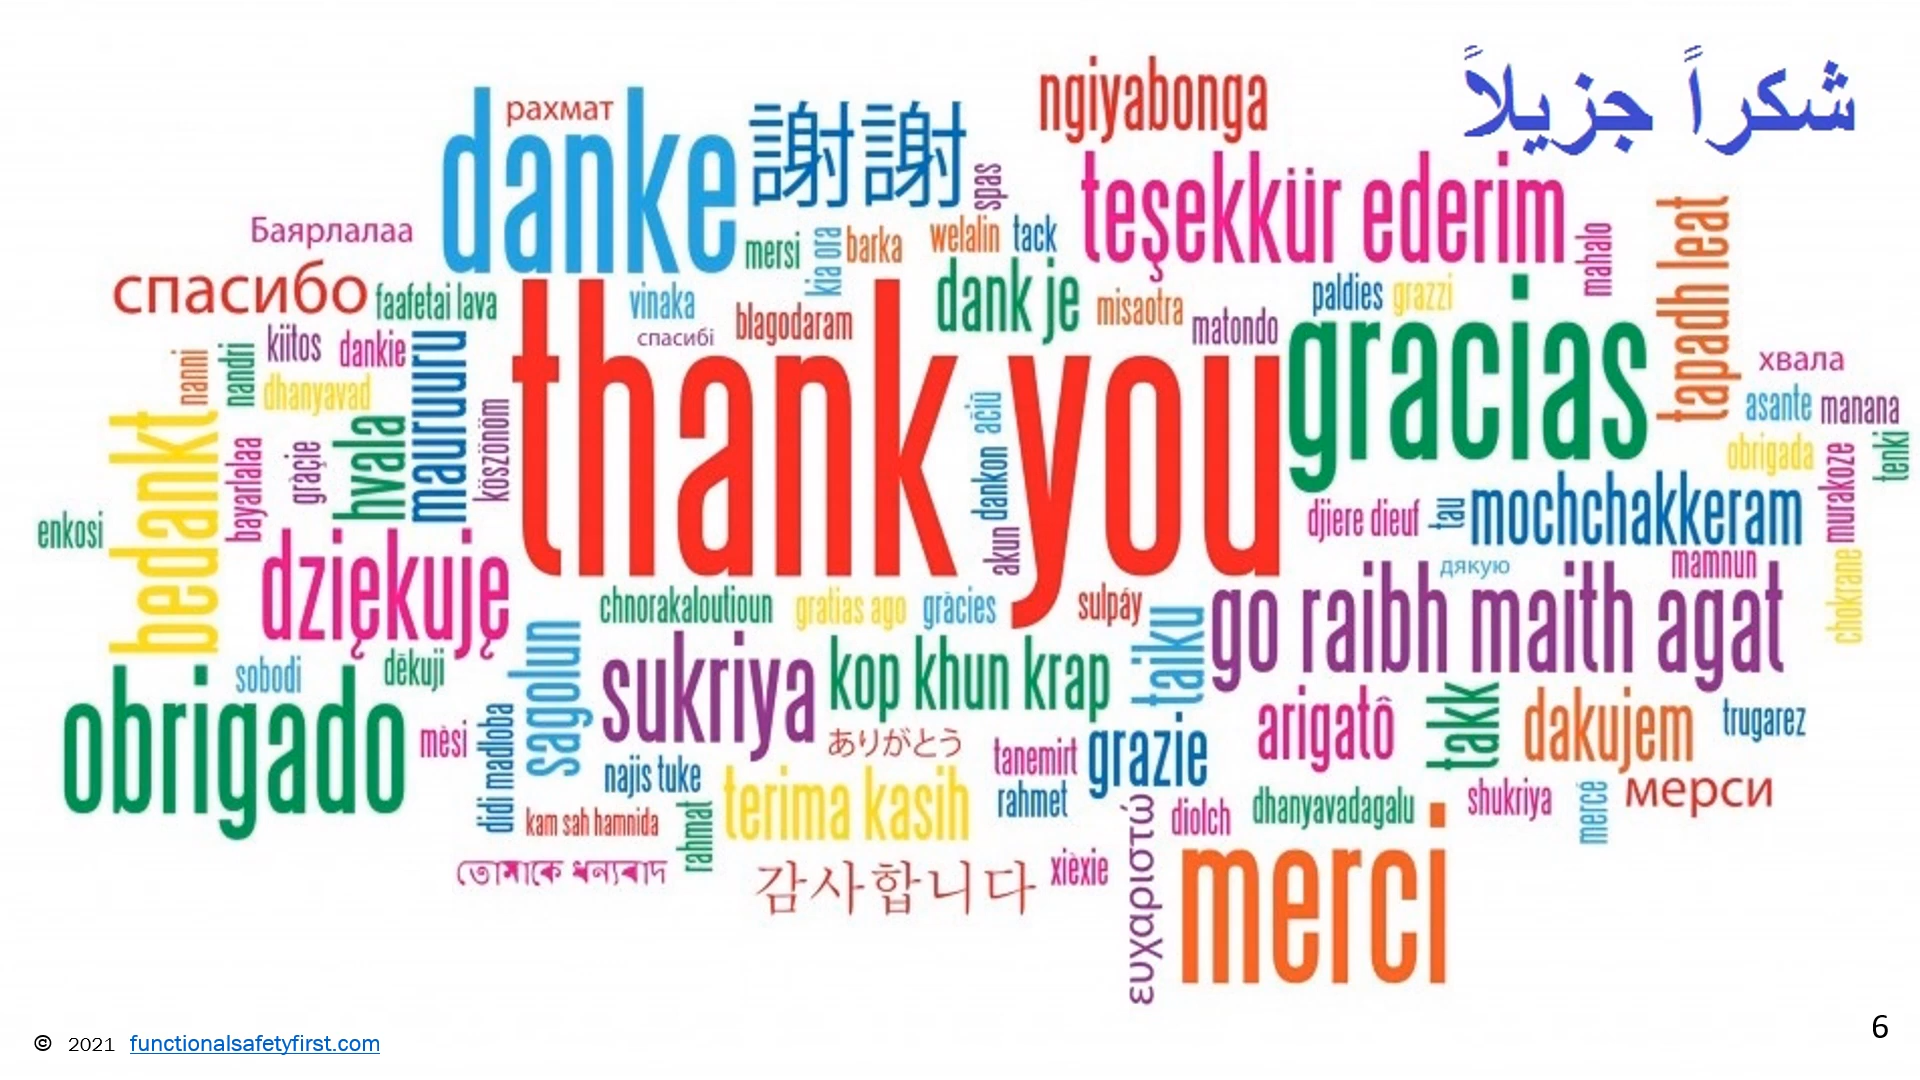 شكراً جزيلاً
ngiyabonga
рахмат
danke
謝謝
spas
teşekkür ederim
Баярлалаа
mersi
kia ora
barka
welalin
tack
mahalo
tapadh leat
спасибо
faafetai lava
vinaka
спасибі
blagodaram
dank je
misaotra
matondo
paldies
grazzi
gracias
nanni
nandri
kiitos
dankie
dhanyavad
mauruuru
хвала
asante
manana
thank you
bedankt
bayarlalaa
gràçie
hvala
köszönöm
ačiū
dankon
akun
obrigada
murakoze
tenki
enkosi
dziękuję
djiere dieuf
tau
mochchakkeram
дякую
mamnun
chokrane
chnorakaloutioun
gratias ago
gràcies
sulpáy
taiku
go raibh maith agat
sobodi
dĕkuji
sagolun
sukriya
kop khun krap
obrigado
mèsi
didi madloba
ありがとう
tanemirt
grazie
arigatô
takk
dakujem
trugarez
najis tuke
terima kasih
rahmet
kam sah hamnida
rahmat
diolch
dhanyavadagalu
shukriya
mercé
мерси
তোমাকে ধন্যবাদ
감사합니다
xièxie
ευχαριστώ
merci
© 2021 functionalsafetyfirst.com
6